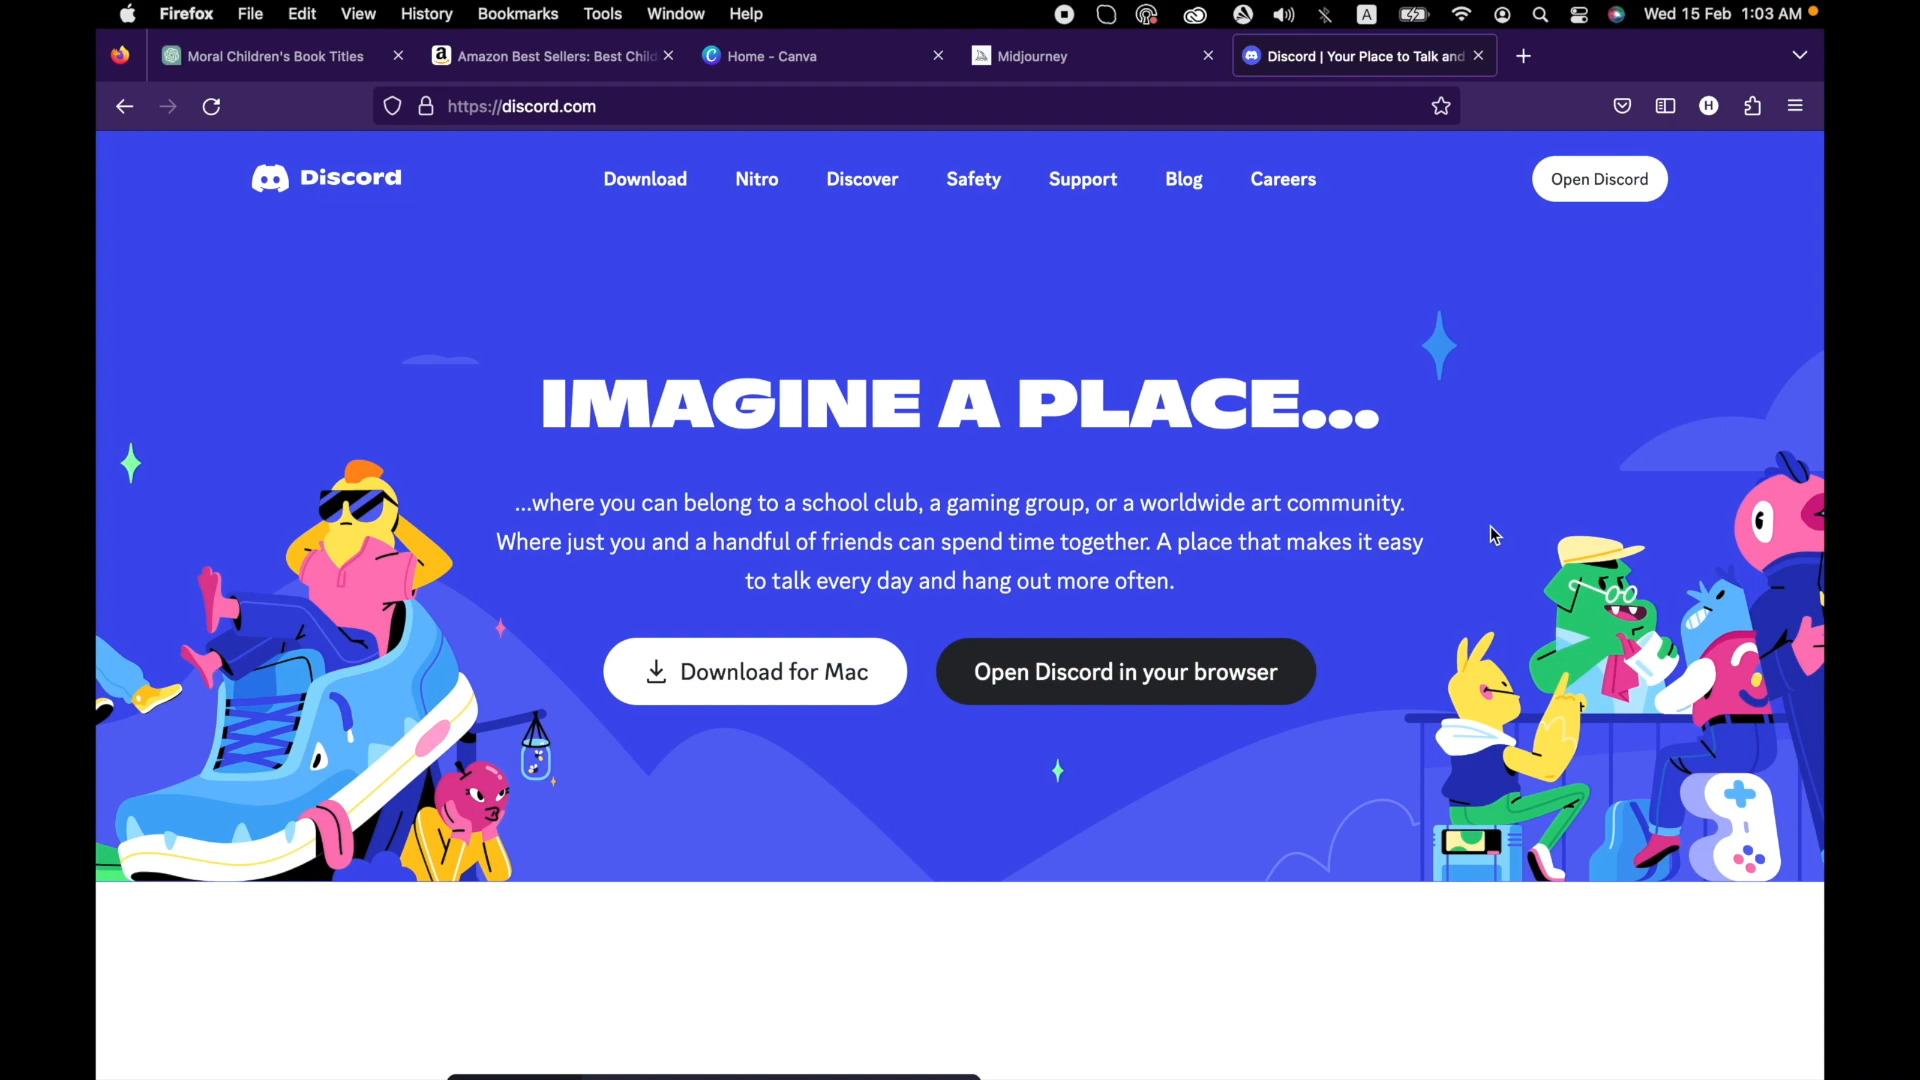 Firefox File Edit View History Bookmarks Tools Window Help A Wed 15 Feb 1:03 AM
Moral Children's Book Titles a Amazon Best Sellers: Best Chil C Home - Canva Midjourney Discord | Your Place to Talk and
https://discord.com H
Discord Download Nitro Discover Safety Support Blog Careers Open Discord
IMAGINE A PLACE...
...where you can belong to a school club, a gaming group, or a worldwide art community.
Where just you and a handful of friends can spend time together. A place that makes it easy
to talk every day and hang out more often.
Download for Mac Open Discord in your browser